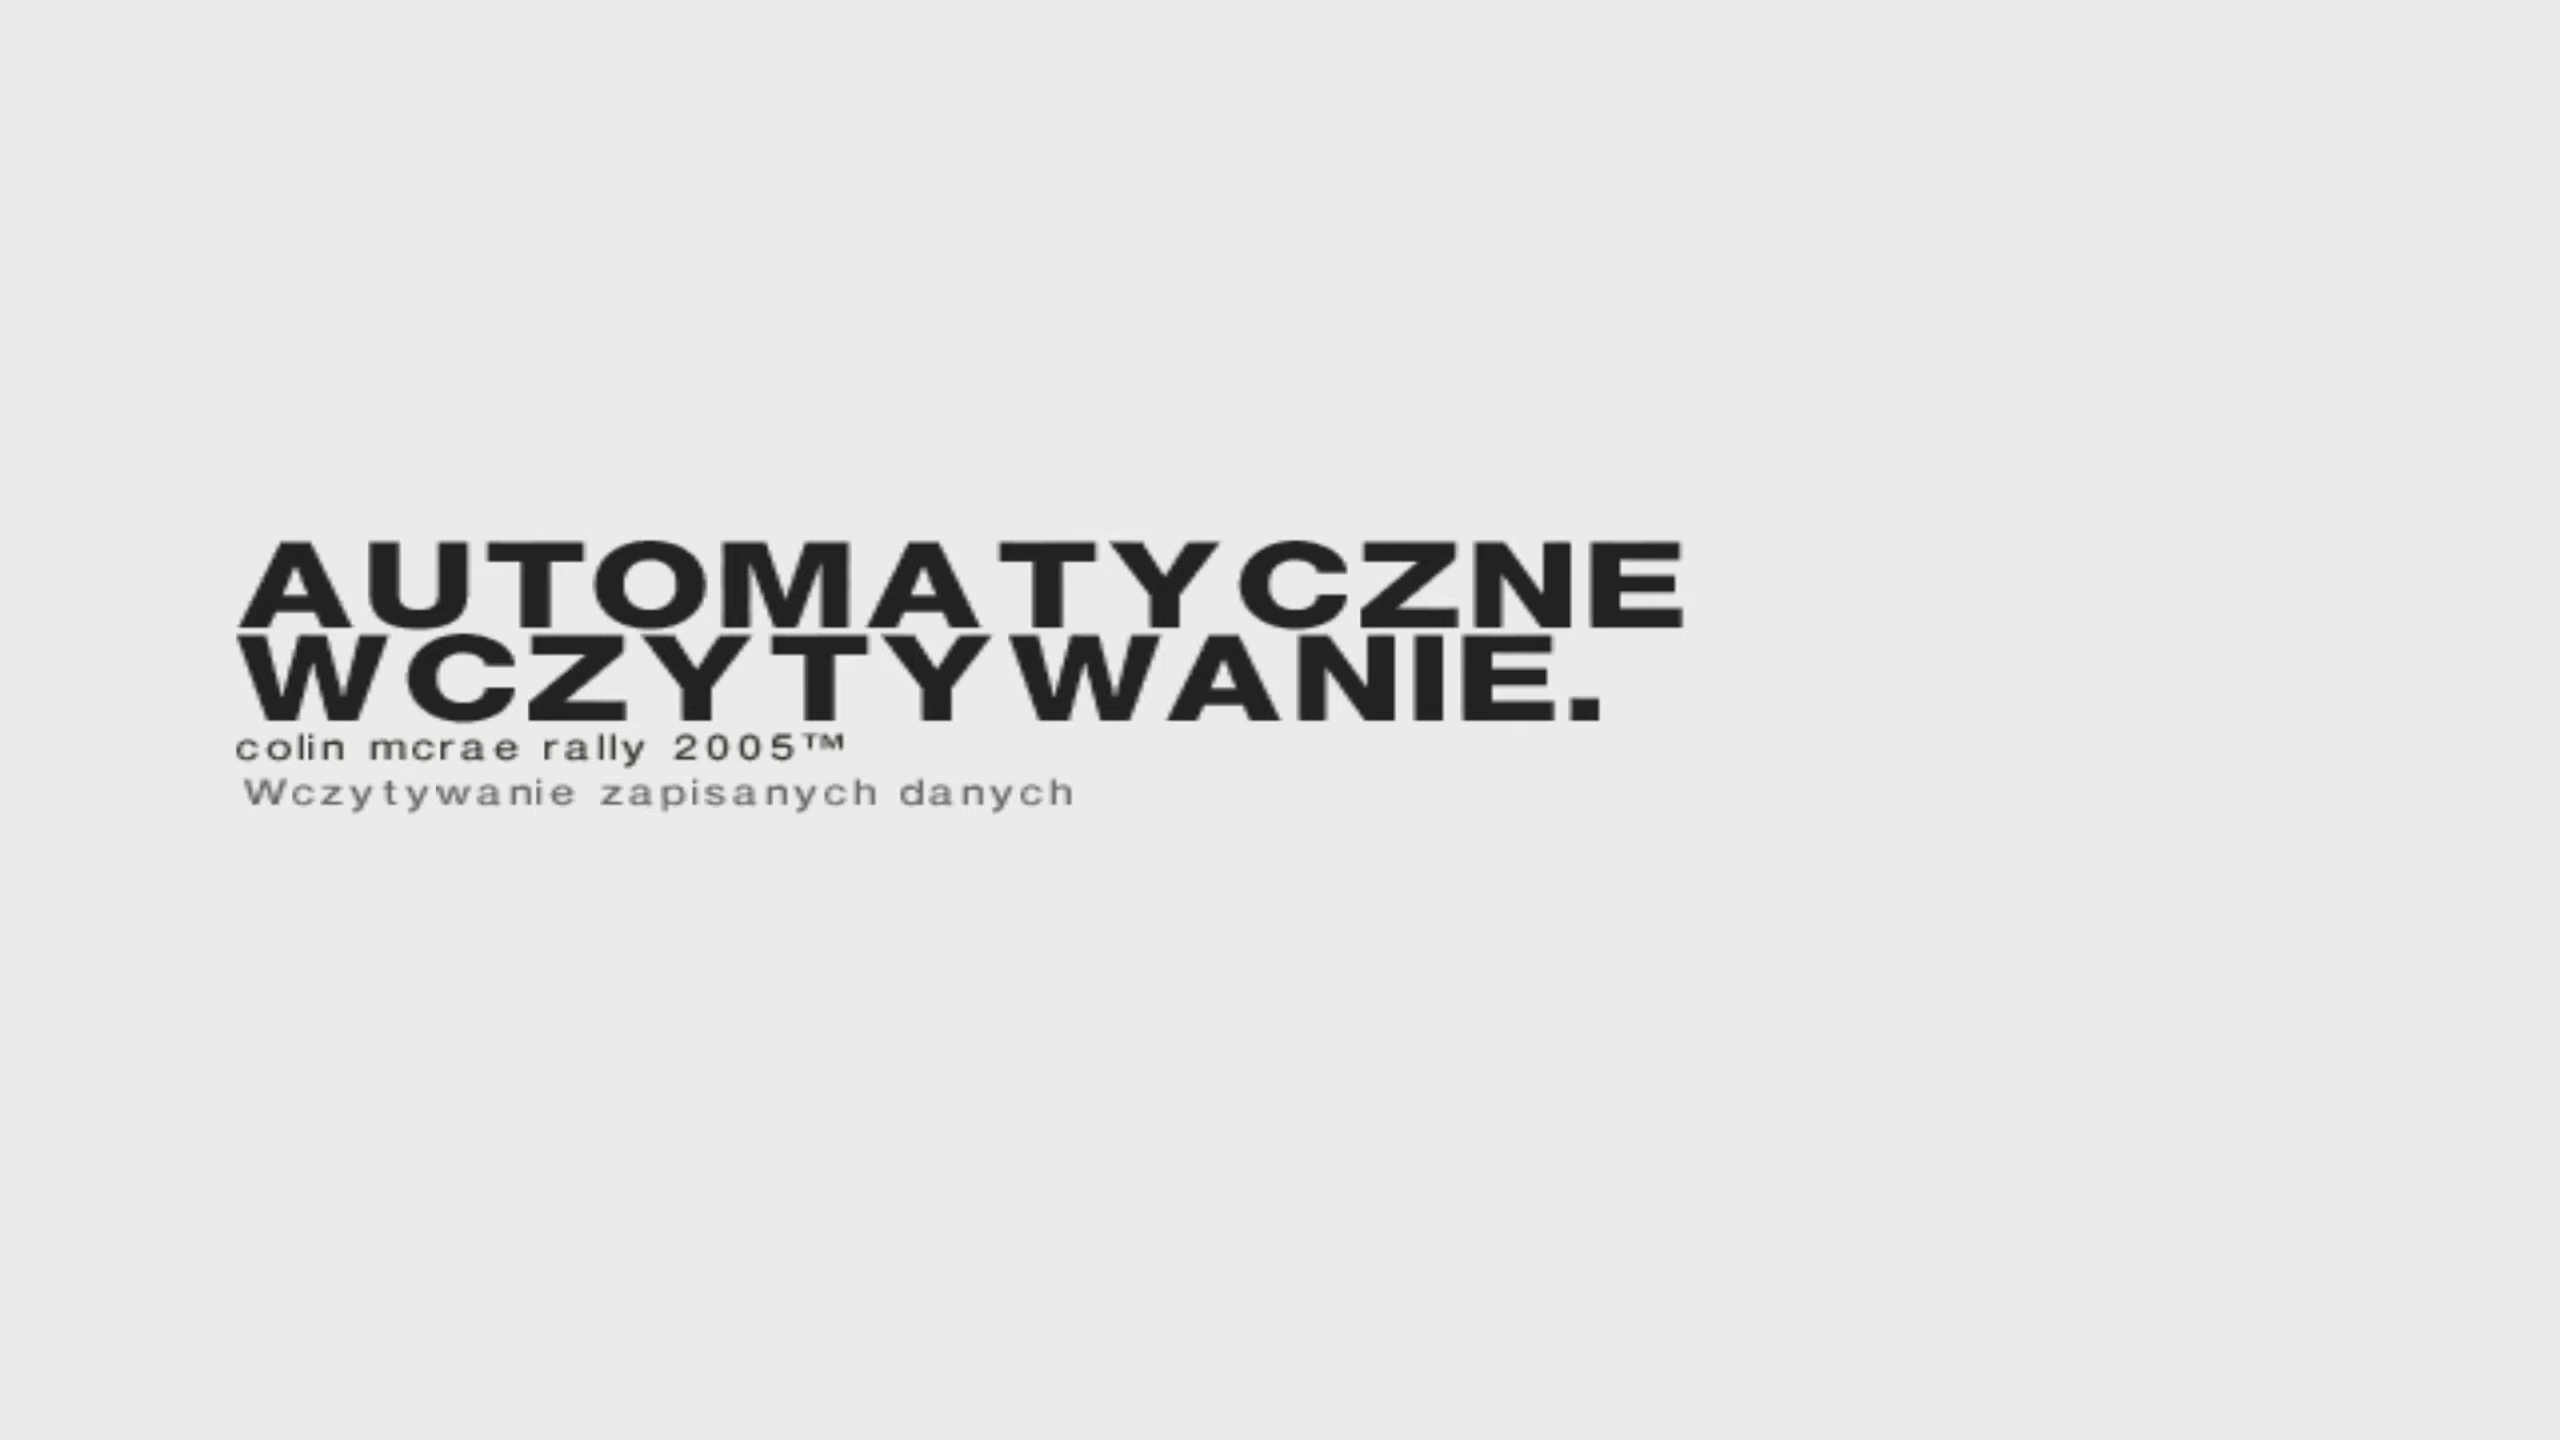 AUTOMATYCZNE
WCZYTYWANIE.
colin mcrae rally 2005™
Wczytywanie zapisanych danych